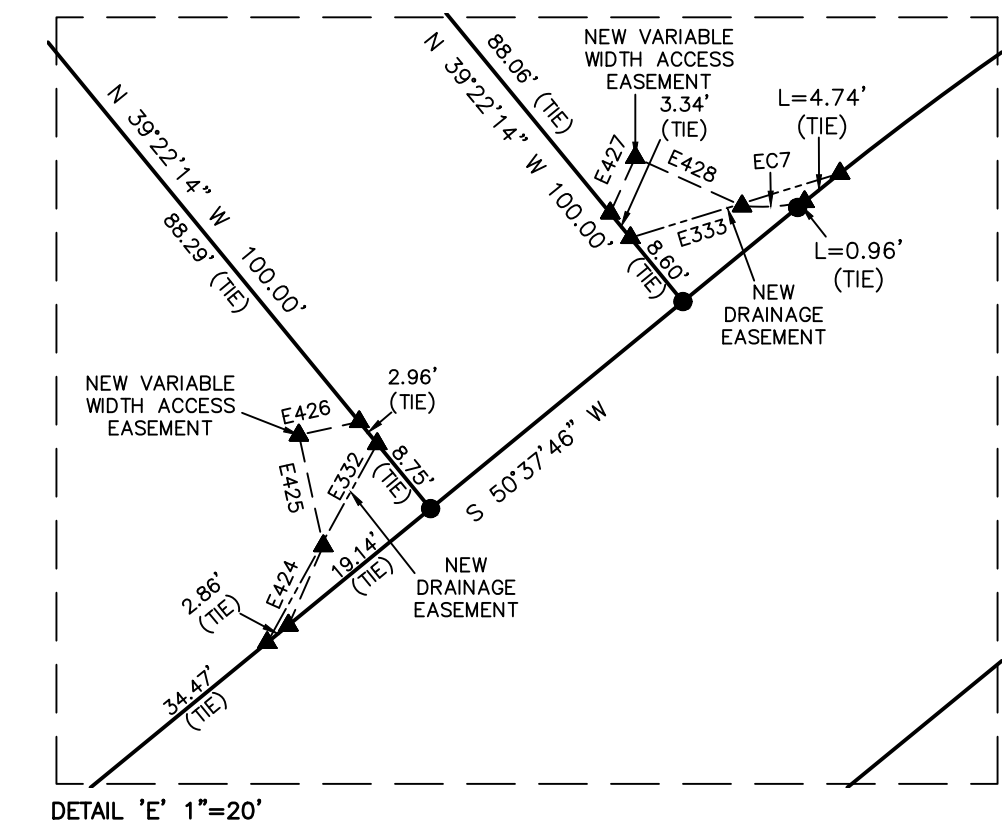 NEW VARIABLE
WIDTH ACCESS
EASEMENT
88.06' (TIE)
N 39°22'14" W 100.00'
3.34'
(TIE)
L=4.74'
(TIE)
E427
E428
EC7
E333
8.60'
(TIE)
L=0.96'
(TIE)
NEW
DRAINAGE
EASEMENT
N 39°22'14" W 100.00'
88.29' (TIE)
NEW VARIABLE
WIDTH ACCESS
EASEMENT
2.96'
(TIE)
E426
E425
E332
8.75'
(TIE)
S 50°37'46" W
E424
19.14'
(TIE)
NEW
DRAINAGE
EASEMENT
2.86'
(TIE)
34.47'
(TIE)
DETAIL 'E' 1"=20'